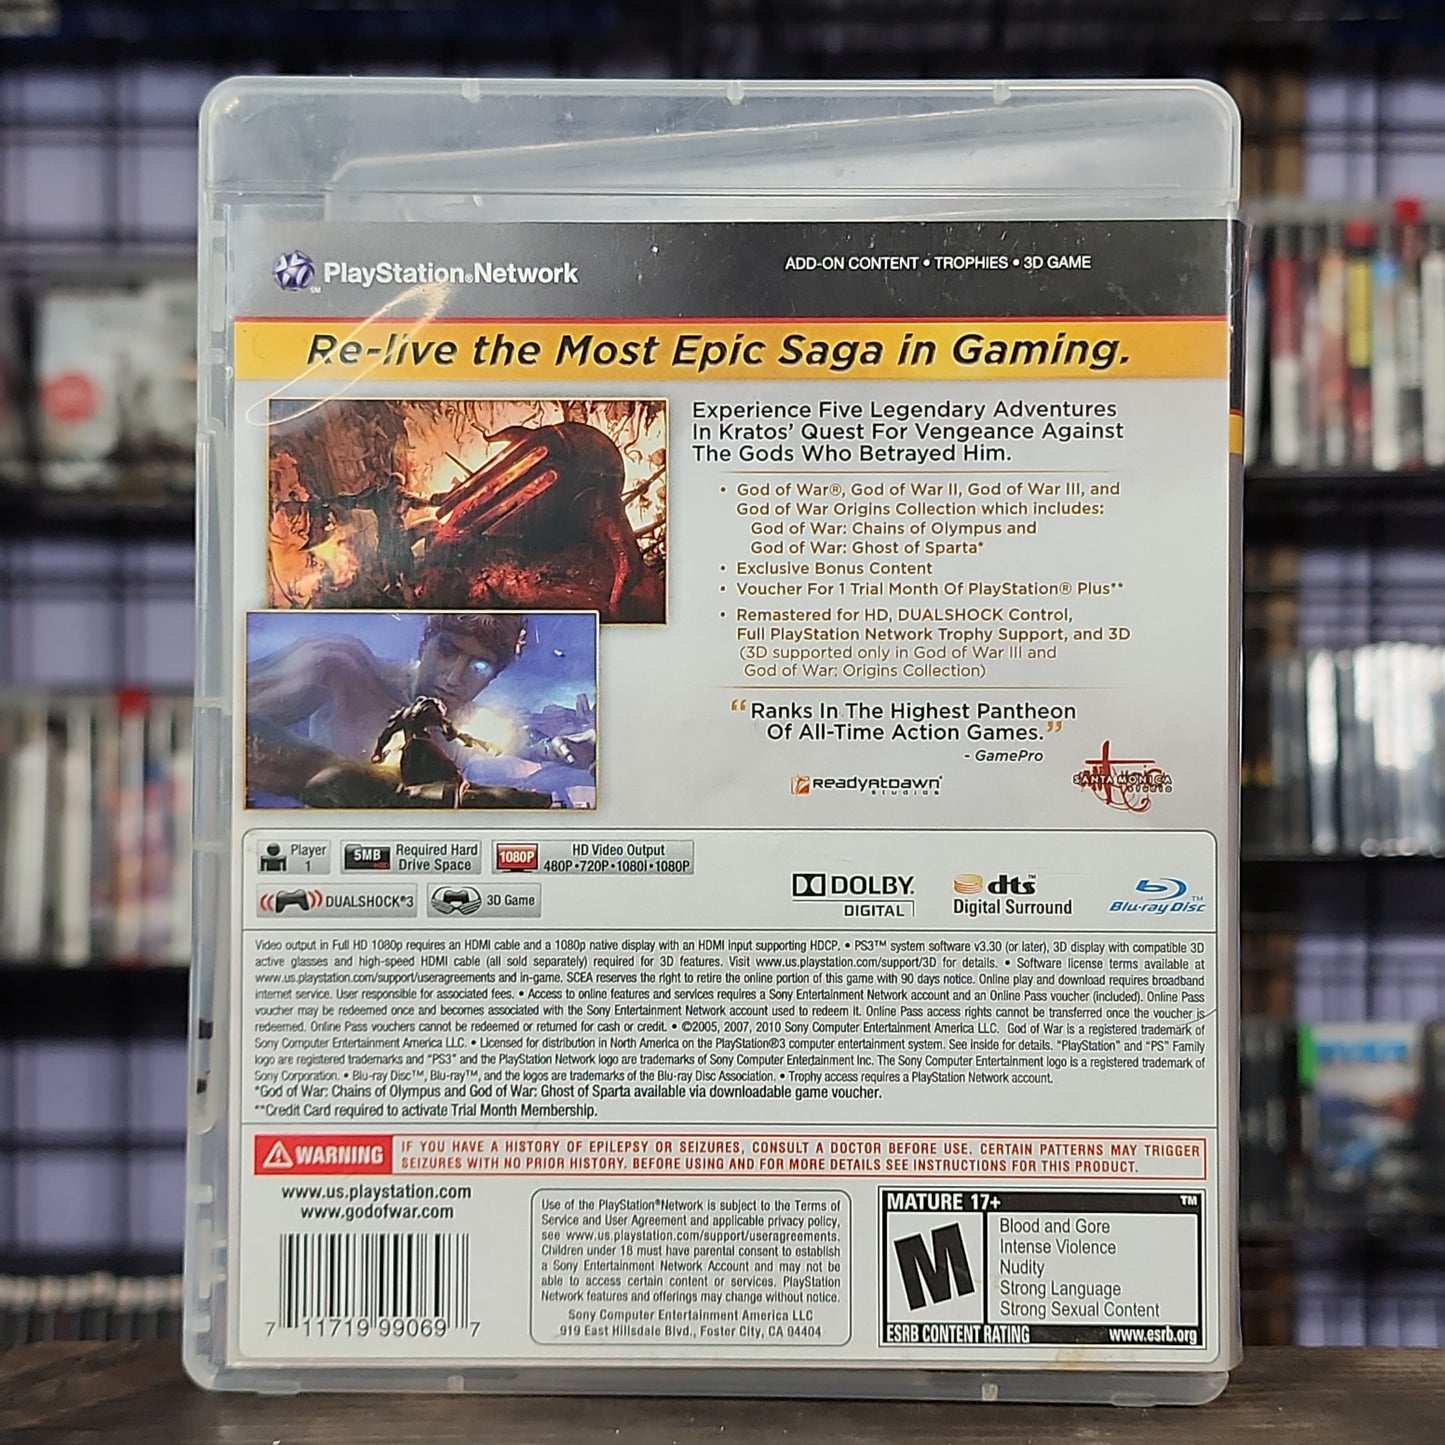 PlayStation®Network
ADD-ON CONTENT • TROPHIES • 3D GAME
Re-live the Most Epic Saga in Gaming.
Experience Five Legendary Adventures
In Kratos' Quest For Vengeance Against
The Gods Who Betrayed Him.
• God of War®, God of War II, God of War III, and
God of War Origins Collection which includes:
God of War: Chains of Olympus and
God of War: Ghost of Sparta*
• Exclusive Bonus Content
• Voucher For 1 Trial Month Of PlayStation® Plus**
• Remastered for HD, DUALSHOCK Control,
Full PlayStation Network Trophy Support, and 3D
(3D supported only in God of War III and
God of War: Origins Collection)
“Ranks In The Highest Pantheon
Of All-Time Action Games.”
- GamePro
ReadyAtDawn
studios
SANTA MONICA
studio
Player
1
5MB
Required Hard
Drive Space
1080P
HD Video Output
480P•720P•1080i•1080P
DUALSHOCK®3
3D Game
DOLBY.
DIGITAL
dts™
Digital Surround
Blu-ray Disc™
Video output in Full HD 1080p requires an HDMI cable and a 1080p native display with an HDMI input supporting HDCP. • PS3™ system software v3.30 (or later), 3D display with compatible 3D
active glasses and high-speed HDMI cable (all sold separately) required for 3D features. Visit www.us.playstation.com/support/3D for details. • Software license terms available at
www.us.playstation.com/support/useragreements and in-game. SCEA reserves the right to retire the online portion of this game with 90 days notice. Online play and download requires broadband
internet service. User responsible for associated fees. • Access to online features and services requires a Sony Entertainment Network account and an Online Pass voucher (included). Online Pass
voucher may be redeemed once and becomes associated with the Sony Entertainment Network account used to redeem it. Online Pass access rights cannot be transferred once the voucher is
redeemed. Online Pass vouchers cannot be redeemed or returned for cash or credit. • ©2005, 2007, 2010 Sony Computer Entertainment America LLC. God of War is a registered trademark of
Sony Computer Entertainment America LLC. • Licensed for distribution in North America on the PlayStation®3 computer entertainment system. See inside for details. "PlayStation" and "PS" Family
logo are registered trademarks and "PS3" and the PlayStation Network logo are trademarks of Sony Computer Entertainment Inc. The Sony Computer Entertainment logo is a registered trademark of
Sony Corporation. • Blu-ray Disc™, Blu-ray™, and the logos are trademarks of the Blu-ray Disc Association. • Trophy access requires a PlayStation Network account.
*God of War: Chains of Olympus and God of War: Ghost of Sparta available via downloadable game voucher.
**Credit Card required to activate Trial Month Membership.
WARNING
IF YOU HAVE A HISTORY OF EPILEPSY OR SEIZURES, CONSULT A DOCTOR BEFORE USE. CERTAIN PATTERNS MAY TRIGGER
SEIZURES WITH NO PRIOR HISTORY. BEFORE USING AND FOR MORE DETAILS SEE INSTRUCTIONS FOR THIS PRODUCT.
www.us.playstation.com
www.godofwar.com
7 11719 99069 7
Use of the PlayStation®Network is subject to the Terms of
Service and User Agreement and applicable privacy policy,
see www.us.playstation.com/support/useragreements.
Children under 18 must have parental consent to establish
a Sony Entertainment Network Account and may not be
able to access certain content or services. PlayStation
Network features and offerings may change without notice.
Sony Computer Entertainment America LLC
919 East Hillsdale Blvd., Foster City, CA 94404
MATURE 17+
™
M
Blood and Gore
Intense Violence
Nudity
Strong Language
Strong Sexual Content
ESRB CONTENT RATING
www.esrb.org